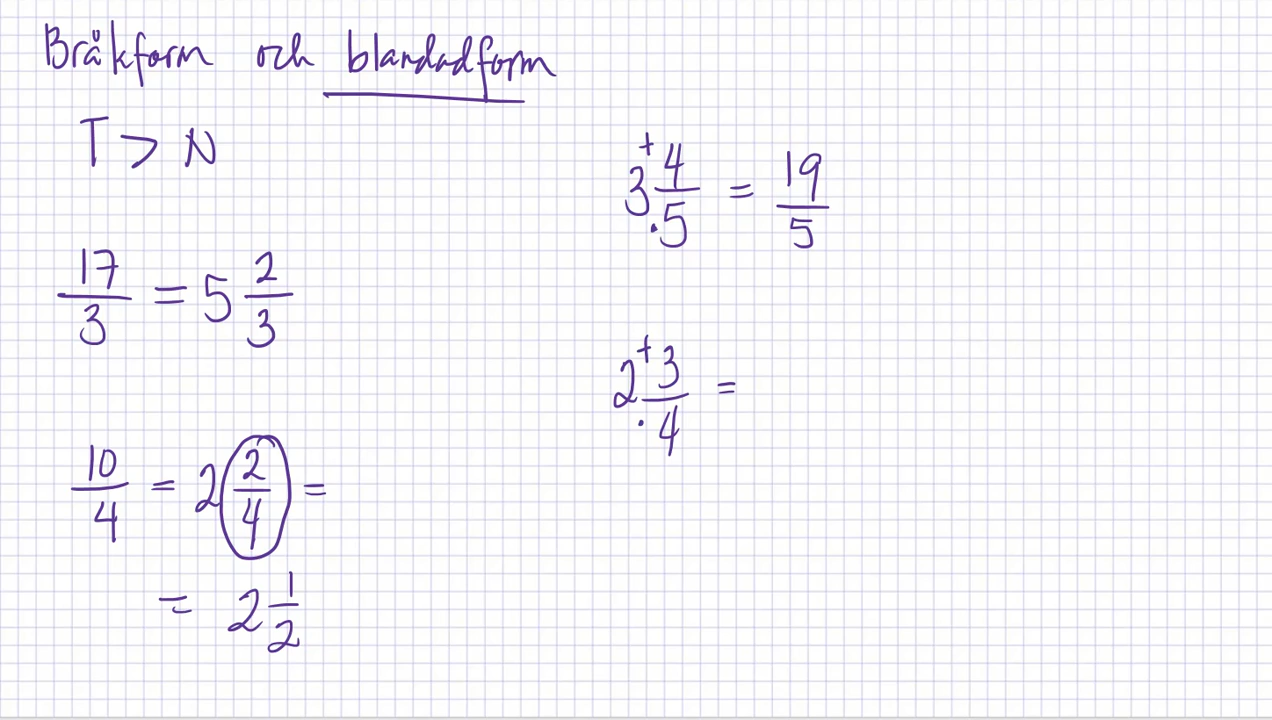 Bråkform och blandadform
T > N
17/3 = 5 2/3
10/4 = 2 2/4 =
= 2 1/2
3 + 4/.5 = 19/5
2 + 3/.4 =